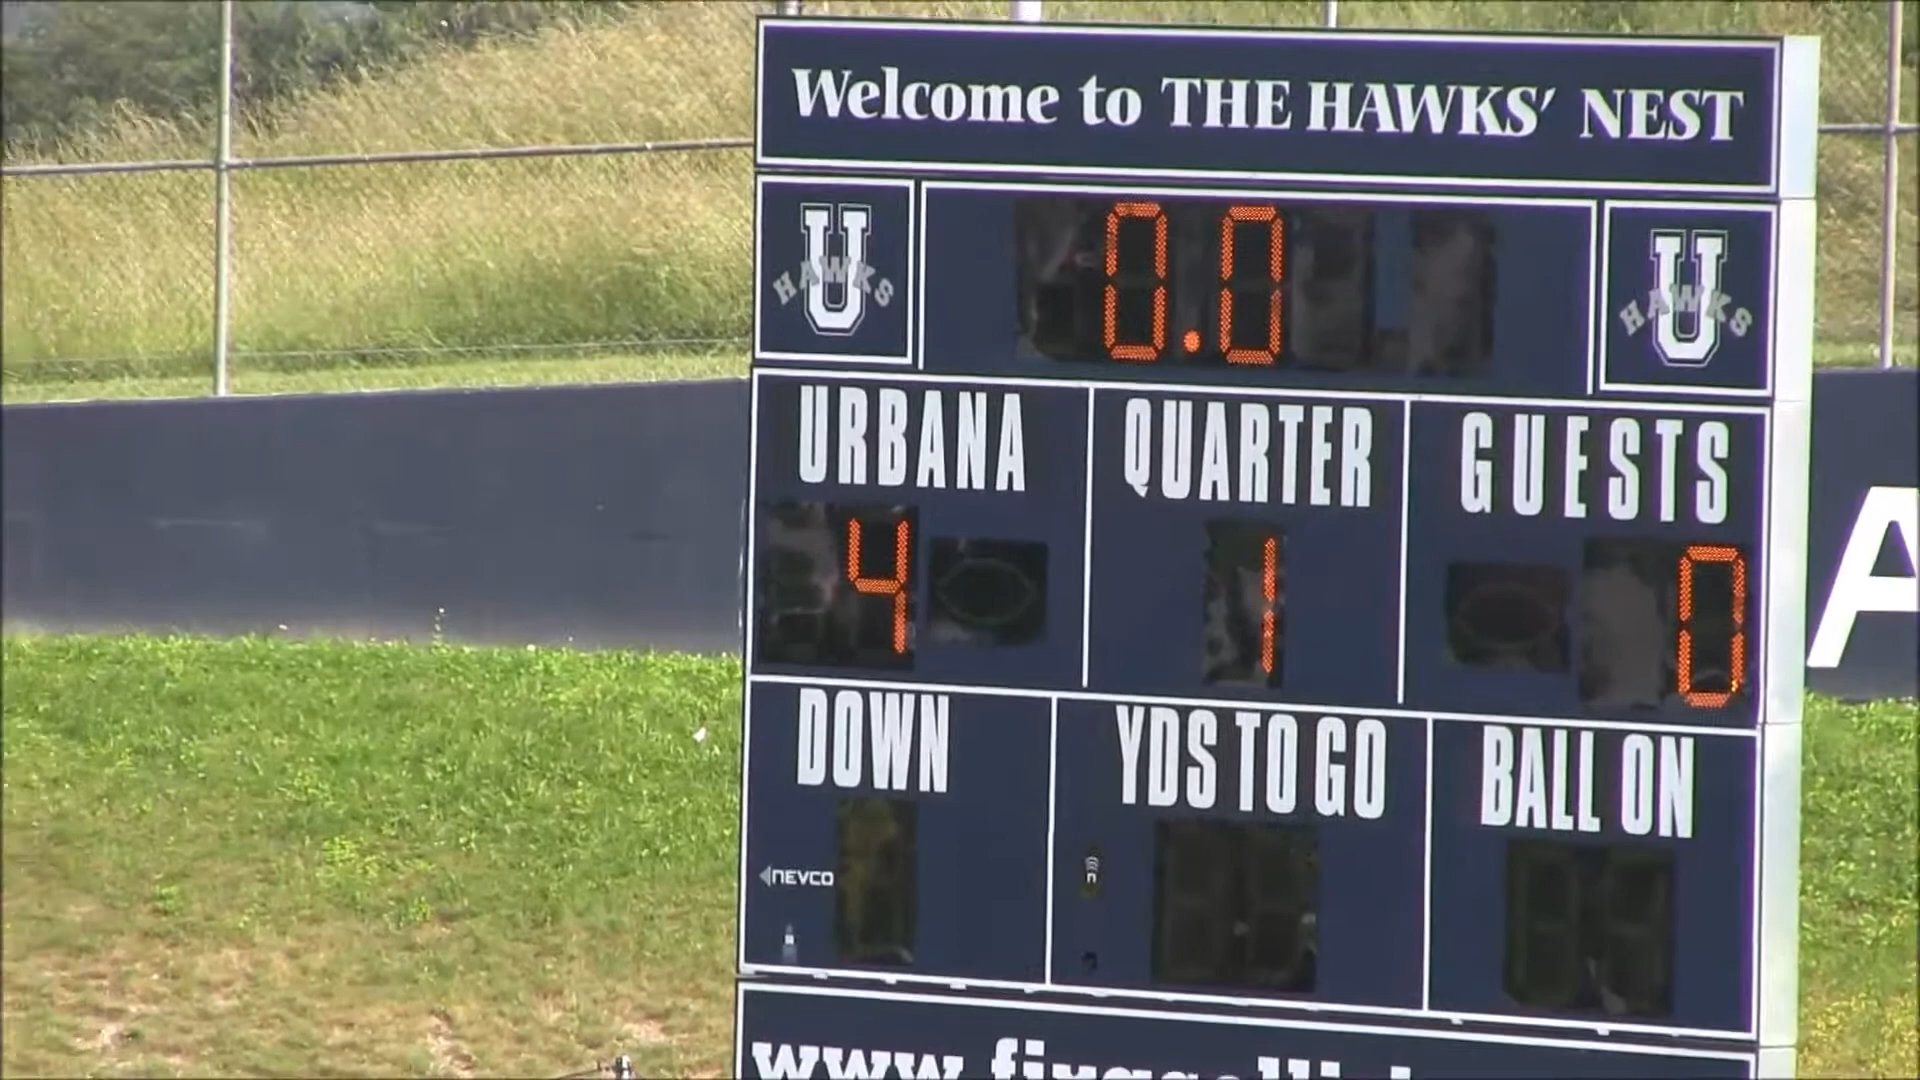 Welcome to THE HAWKS' NEST
U HAWKS
0.0
U HAWKS
URBANA
QUARTER
GUESTS
4
1
0
A
DOWN
YDS TO GO
BALL ON
NEVCO
www.